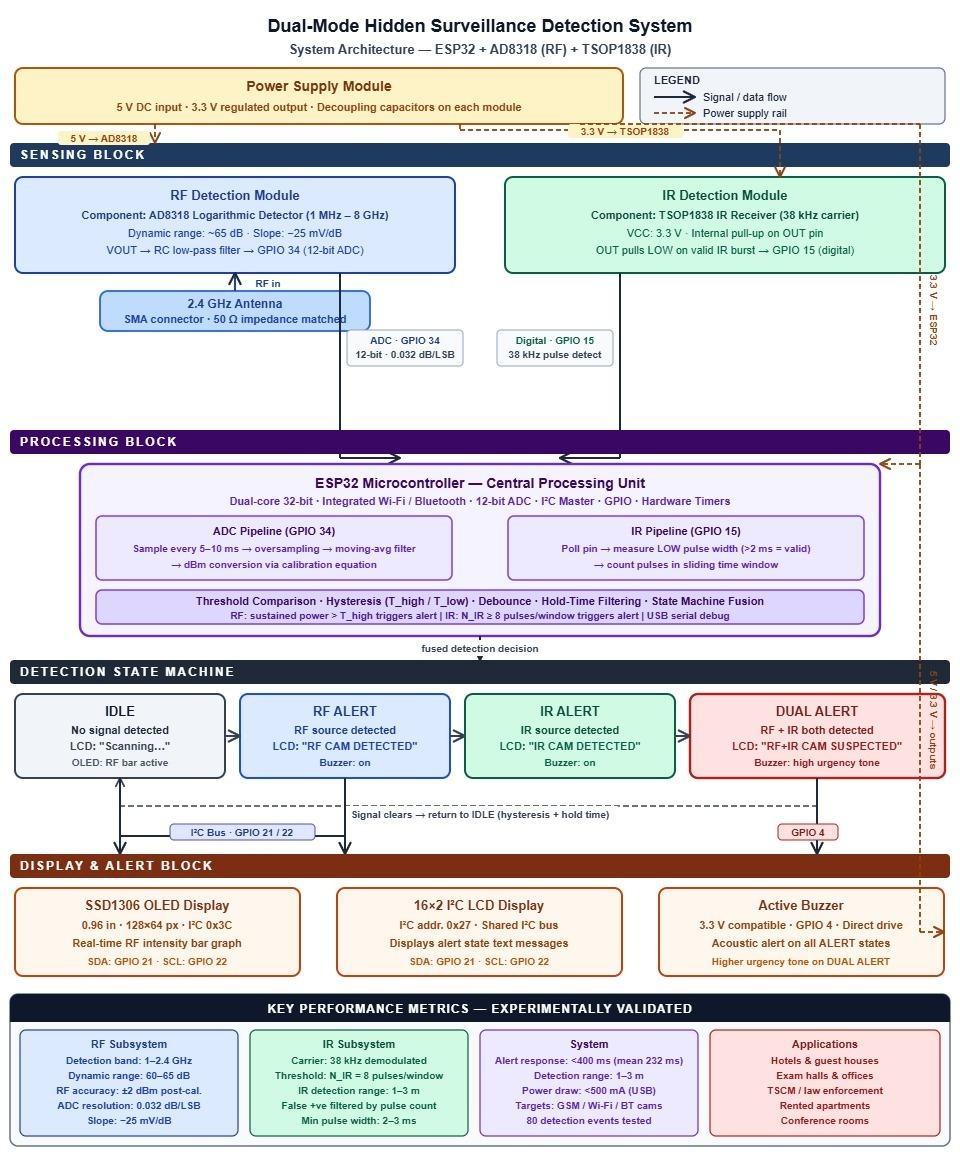 Dual-Mode Hidden Surveillance Detection System
System Architecture — ESP32 + AD8318 (RF) + TSOP1838 (IR)
Power Supply Module
5 V DC input · 3.3 V regulated output · Decoupling capacitors on each module
LEGEND
Signal / data flow
Power supply rail
5 V → AD8318
3.3 V → TSOP1838
SENSING BLOCK
RF Detection Module
Component: AD8318 Logarithmic Detector (1 MHz – 8 GHz)
Dynamic range: ~65 dB · Slope: −25 mV/dB
VOUT → RC low-pass filter → GPIO 34 (12-bit ADC)
IR Detection Module
Component: TSOP1838 IR Receiver (38 kHz carrier)
VCC: 3.3 V · Internal pull-up on OUT pin
OUT pulls LOW on valid IR burst → GPIO 15 (digital)
RF in
2.4 GHz Antenna
SMA connector · 50 Ω impedance matched
3.3 V → ESP32
ADC · GPIO 34
12-bit · 0.032 dB/LSB
Digital · GPIO 15
38 kHz pulse detect
PROCESSING BLOCK
ESP32 Microcontroller — Central Processing Unit
Dual-core 32-bit · Integrated Wi-Fi / Bluetooth · 12-bit ADC · I²C Master · GPIO · Hardware Timers
ADC Pipeline (GPIO 34)
Sample every 5–10 ms → oversampling → moving-avg filter
→ dBm conversion via calibration equation
IR Pipeline (GPIO 15)
Poll pin → measure LOW pulse width (>2 ms = valid)
→ count pulses in sliding time window
Threshold Comparison · Hysteresis (T_high / T_low) · Debounce · Hold-Time Filtering · State Machine Fusion
RF: sustained power > T_high triggers alert | IR: N_IR ≥ 8 pulses/window triggers alert | USB serial debug
fused detection decision
DETECTION STATE MACHINE
IDLE
No signal detected
LCD: "Scanning..."
OLED: RF bar active
RF ALERT
RF source detected
LCD: "RF CAM DETECTED"
Buzzer: on
IR ALERT
IR source detected
LCD: "IR CAM DETECTED"
Buzzer: on
DUAL ALERT
RF + IR both detected
LCD: "RF+IR CAM SUSPECTED"
Buzzer: high urgency tone
5 V / 3.3 V → outputs
Signal clears → return to IDLE (hysteresis + hold time)
I²C Bus · GPIO 21 / 22
GPIO 4
DISPLAY & ALERT BLOCK
SSD1306 OLED Display
0.96 in · 128×64 px · I²C 0x3C
Real-time RF intensity bar graph
SDA: GPIO 21 · SCL: GPIO 22
16×2 I²C LCD Display
I²C addr. 0x27 · Shared I²C bus
Displays alert state text messages
SDA: GPIO 21 · SCL: GPIO 22
Active Buzzer
3.3 V compatible · GPIO 4 · Direct drive
Acoustic alert on all ALERT states
Higher urgency tone on DUAL ALERT
KEY PERFORMANCE METRICS — EXPERIMENTALLY VALIDATED
RF Subsystem
Detection band: 1–2.4 GHz
Dynamic range: 60–65 dB
RF accuracy: ±2 dBm post-cal.
ADC resolution: 0.032 dB/LSB
Slope: −25 mV/dB
IR Subsystem
Carrier: 38 kHz demodulated
Threshold: N_IR = 8 pulses/window
IR detection range: 1–3 m
False +ve filtered by pulse count
Min pulse width: 2–3 ms
System
Alert response: <400 ms (mean 232 ms)
Detection range: 1–3 m
Power draw: <500 mA (USB)
Targets: GSM / Wi-Fi / BT cams
80 detection events tested
Applications
Hotels & guest houses
Exam halls & offices
TSCM / law enforcement
Rented apartments
Conference rooms